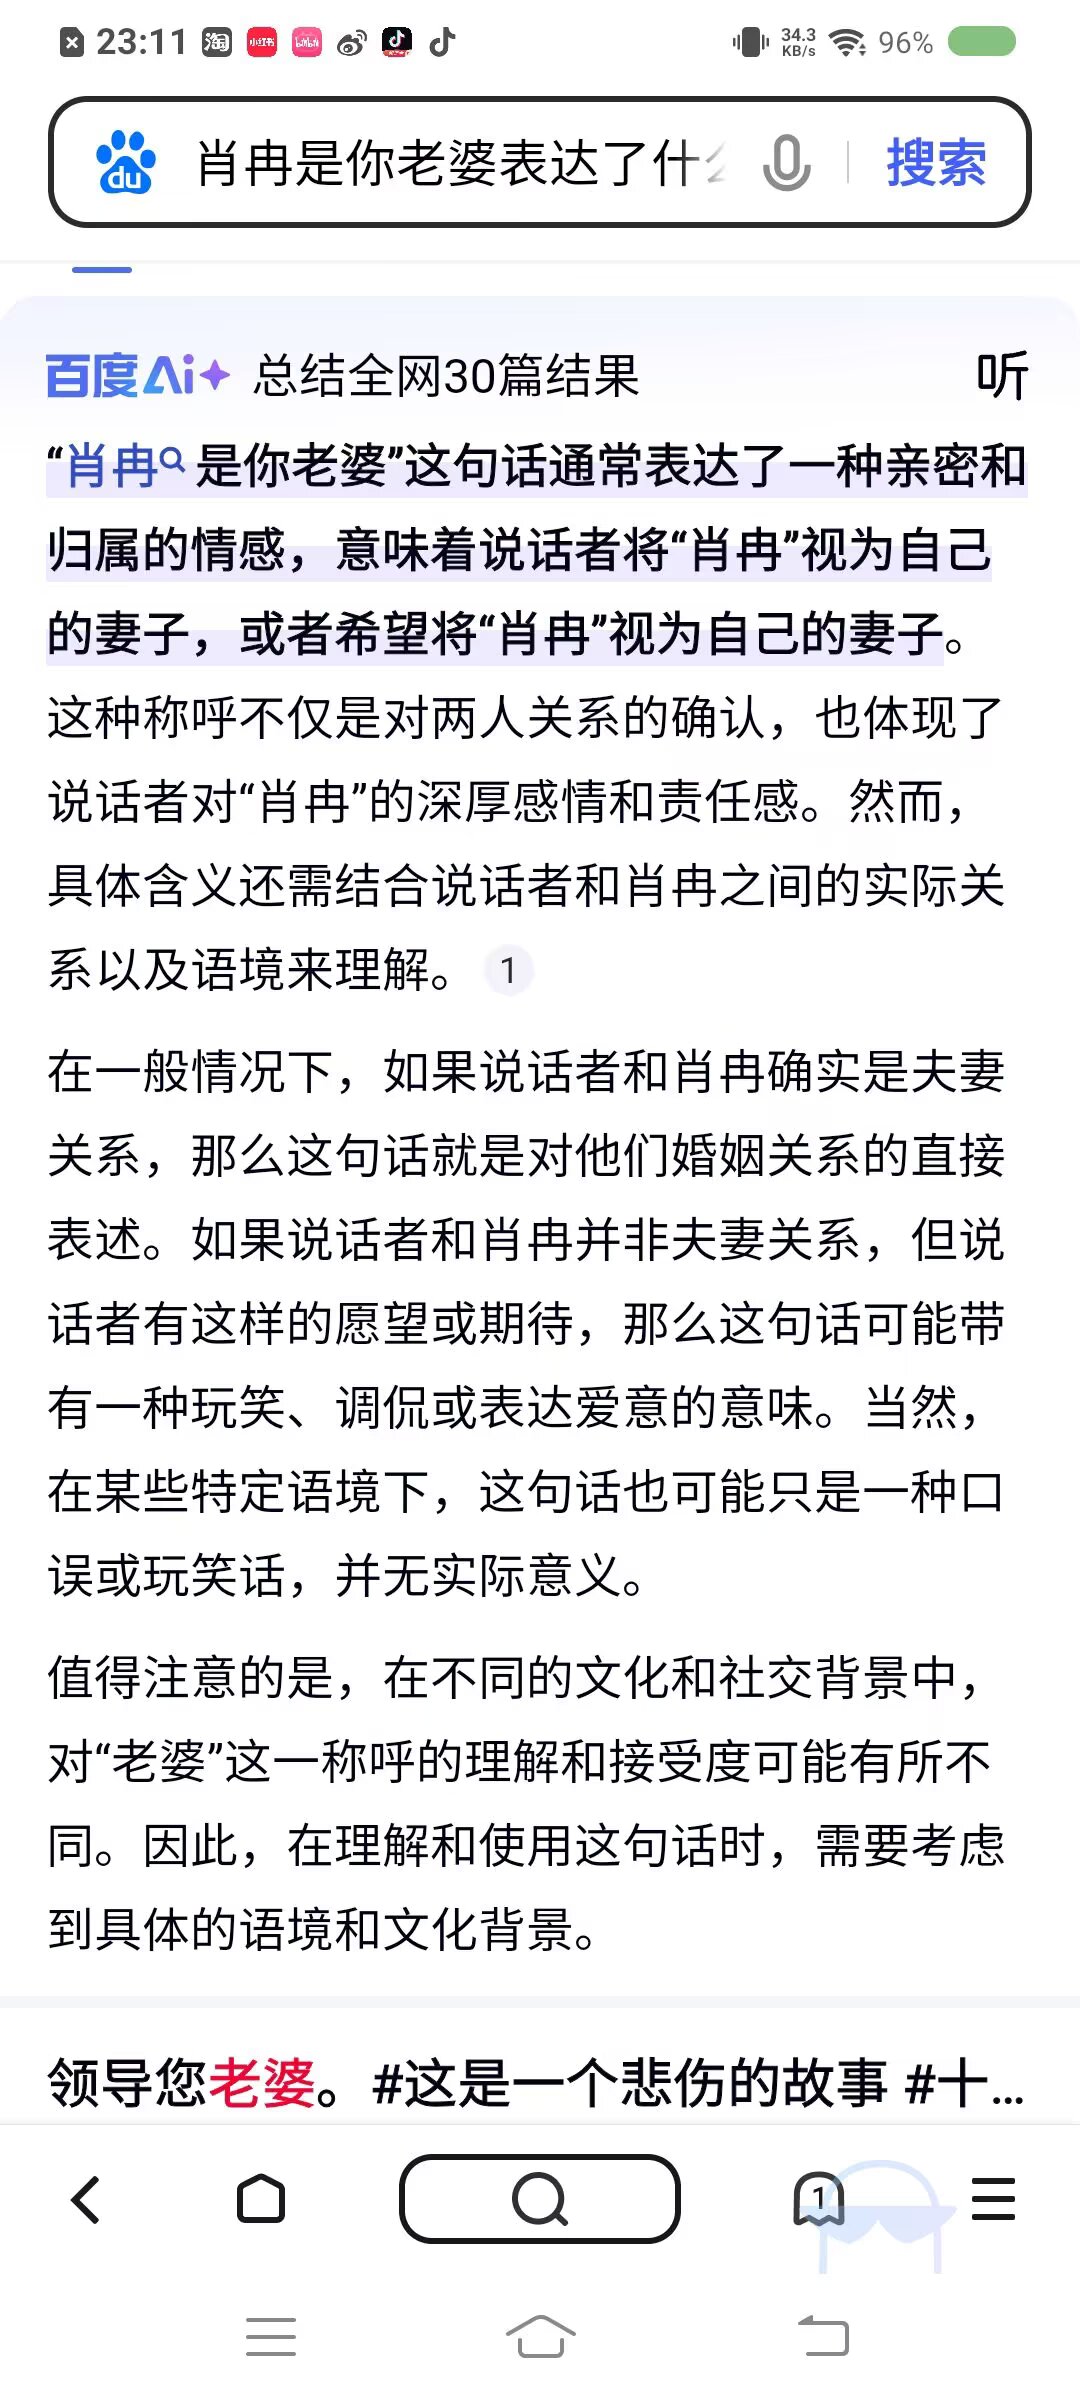 23:11 淘 小红书 34.3 KB/s 96%
du 肖冉是你老婆表达了什 搜索
百度Ai 总结全网30篇结果 听
“肖冉 是你老婆”这句话通常表达了一种亲密和
归属的情感，意味着说话者将“肖冉”视为自己
的妻子，或者希望将“肖冉”视为自己的妻子。
这种称呼不仅是对两人关系的确认，也体现了
说话者对“肖冉”的深厚感情和责任感。然而，
具体含义还需结合说话者和肖冉之间的实际关
系以及语境来理解。 1
在一般情况下，如果说话者和肖冉确实是夫妻
关系，那么这句话就是对他们婚姻关系的直接
表述。如果说话者和肖冉并非夫妻关系，但说
话者有这样的愿望或期待，那么这句话可能带
有一种玩笑、调侃或表达爱意的意味。当然，
在某些特定语境下，这句话也可能只是一种口
误或玩笑话，并无实际意义。
值得注意的是，在不同的文化和社交背景中，
对“老婆”这一称呼的理解和接受度可能有所不
同。因此，在理解和使用这句话时，需要考虑
到具体的语境和文化背景。
领导您老婆。#这是一个悲伤的故事 #十...
1